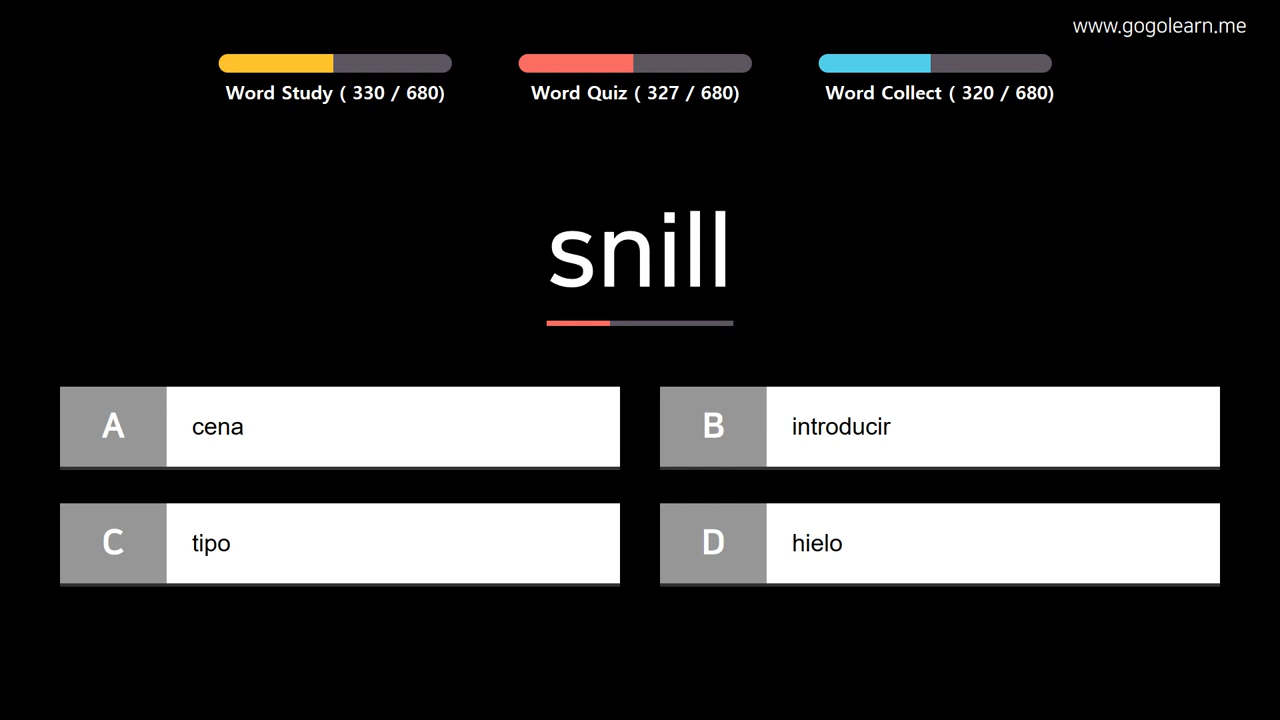 www.gogolearn.me
Word Study ( 330 / 680)
Word Quiz ( 327 / 680)
Word Collect ( 320 / 680)
snill
A cena
B introducir
C tipo
D hielo